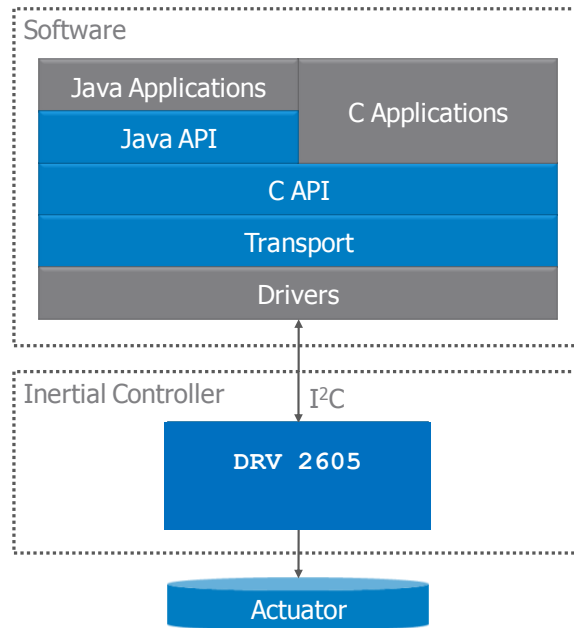 Software
Java Applications
C Applications
Java API
C API
Transport
Drivers
Inertial Controller
I²C
DRV 2605
Actuator